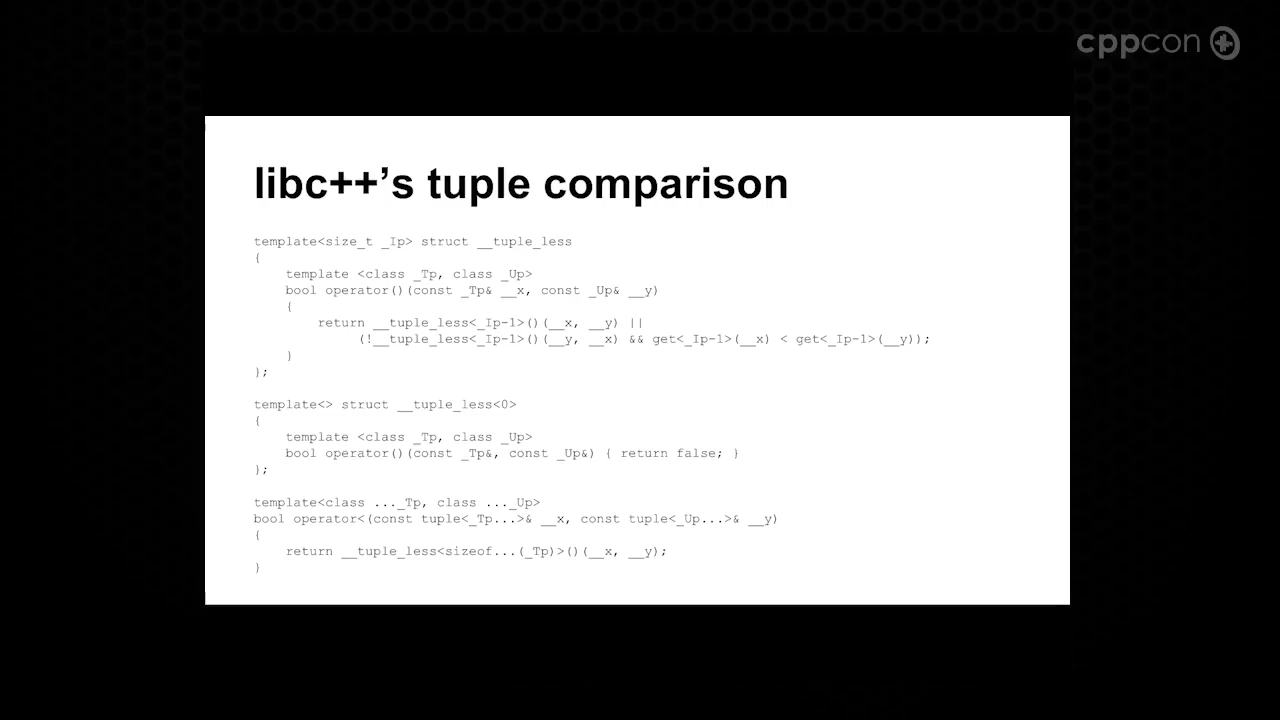 cppcon
libc++’s tuple comparison
template<size_t _Ip> struct __tuple_less
{
    template <class _Tp, class _Up>
    bool operator()(const _Tp& __x, const _Up& __y)
    {
        return __tuple_less<_Ip-1>()(__x, __y) ||
             (!__tuple_less<_Ip-1>()(__y, __x) && get<_Ip-1>(__x) < get<_Ip-1>(__y));
    }
};
template<> struct __tuple_less<0>
{
    template <class _Tp, class _Up>
    bool operator()(const _Tp&, const _Up&) { return false; }
};
template<class ..._Tp, class ..._Up>
bool operator<(const tuple<_Tp...>& __x, const tuple<_Up...>& __y)
{
    return __tuple_less<sizeof...(_Tp)>()(__x, __y);
}